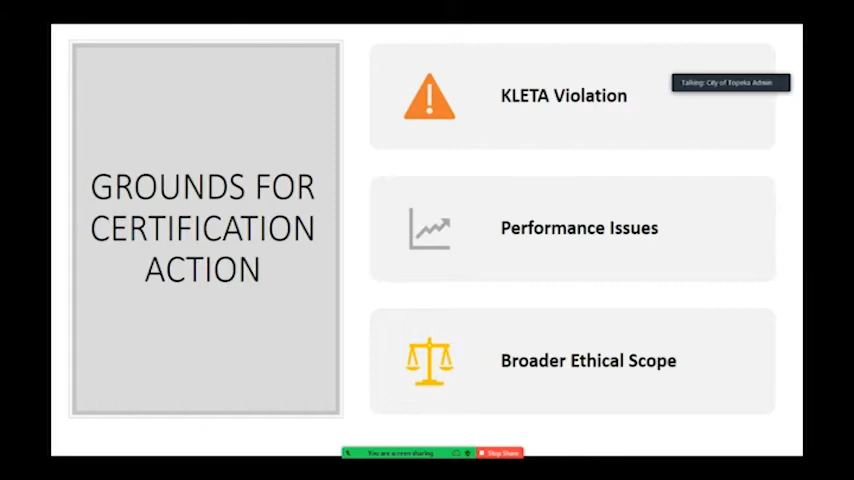 GROUNDS FOR
CERTIFICATION
ACTION
KLETA Violation
Talking: City of Topeka Admin
Performance Issues
Broader Ethical Scope
You are screen sharing
Stop Share